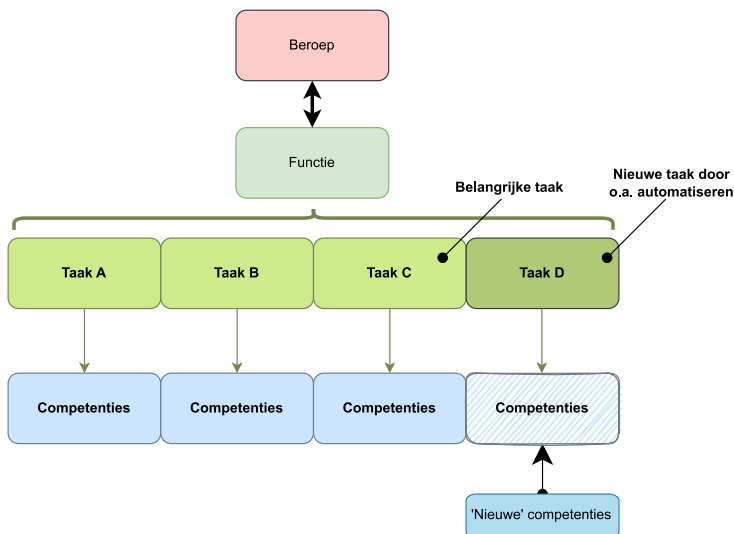 Beroep
Functie
Belangrijke taak
Nieuwe taak door
o.a. automatiseren
Taak A
Taak B
Taak C
Taak D
Competenties
Competenties
Competenties
Competenties
'Nieuwe' competenties